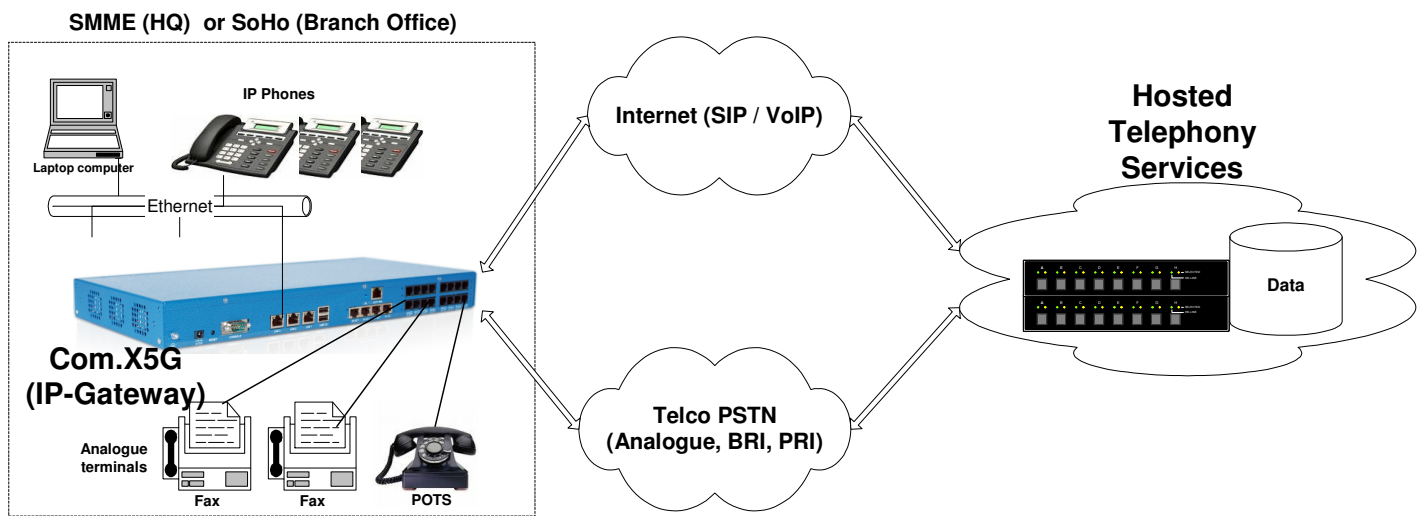 SMME (HQ) or SoHo (Branch Office)
IP Phones
Laptop computer
Ethernet
Com.X5G
(IP-Gateway)
Analogue
terminals
Fax
Fax
POTS
Internet (SIP / VoIP)
Telco PSTN
(Analogue, BRI, PRI)
Hosted
Telephony
Services
A B C D E F G H
A B C D E F G H
Data